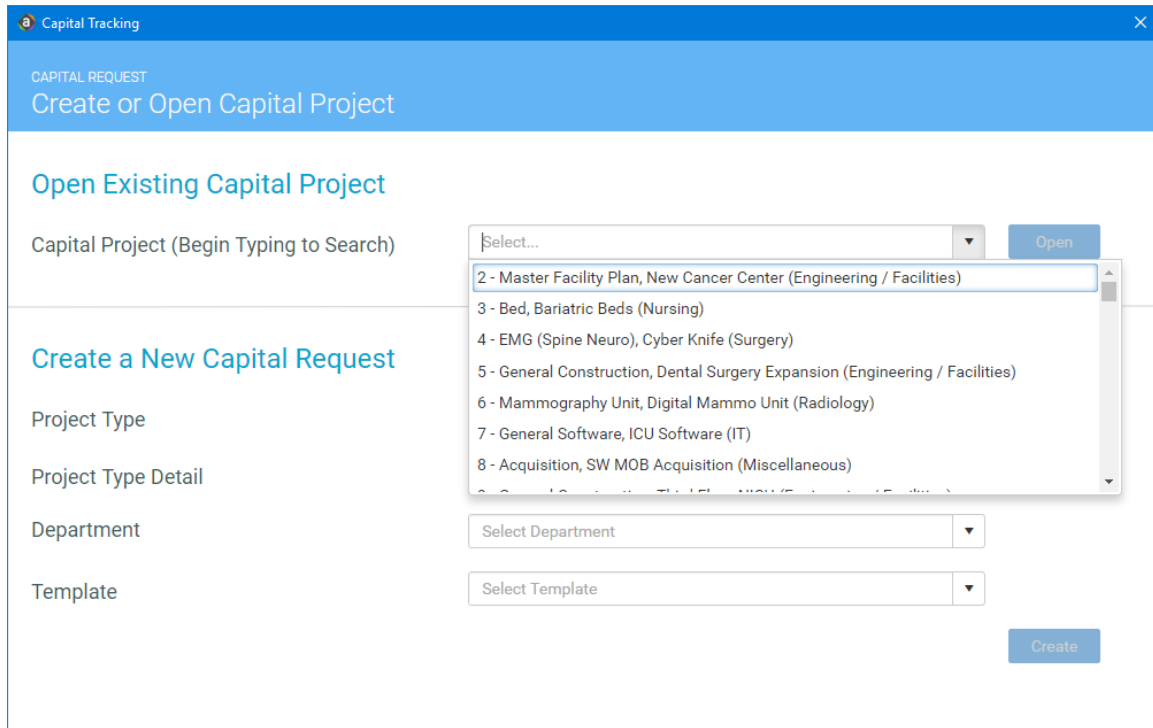 Capital Tracking
CAPITAL REQUEST
Create or Open Capital Project
Open Existing Capital Project
Capital Project (Begin Typing to Search)
Select...
Open
2 - Master Facility Plan, New Cancer Center (Engineering / Facilities)
3 - Bed, Bariatric Beds (Nursing)
4 - EMG (Spine Neuro), Cyber Knife (Surgery)
5 - General Construction, Dental Surgery Expansion (Engineering / Facilities)
6 - Mammography Unit, Digital Mammo Unit (Radiology)
7 - General Software, ICU Software (IT)
8 - Acquisition, SW MOB Acquisition (Miscellaneous)
Create a New Capital Request
Project Type
Project Type Detail
Department
Select Department
Template
Select Template
Create